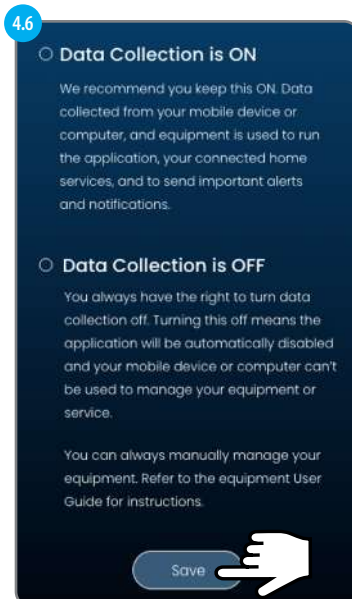 4.6
Data Collection is ON
We recommend you keep this ON. Data
collected from your mobile device or
computer, and equipment is used to run
the application, your connected home
services, and to send important alerts
and notifications.
Data Collection is OFF
You always have the right to turn data
collection off. Turning this off means the
application will be automatically disabled
and your mobile device or computer can't
be used to manage your equipment or
service.
You can always manually manage your
equipment. Refer to the equipment User
Guide for instructions.
Save